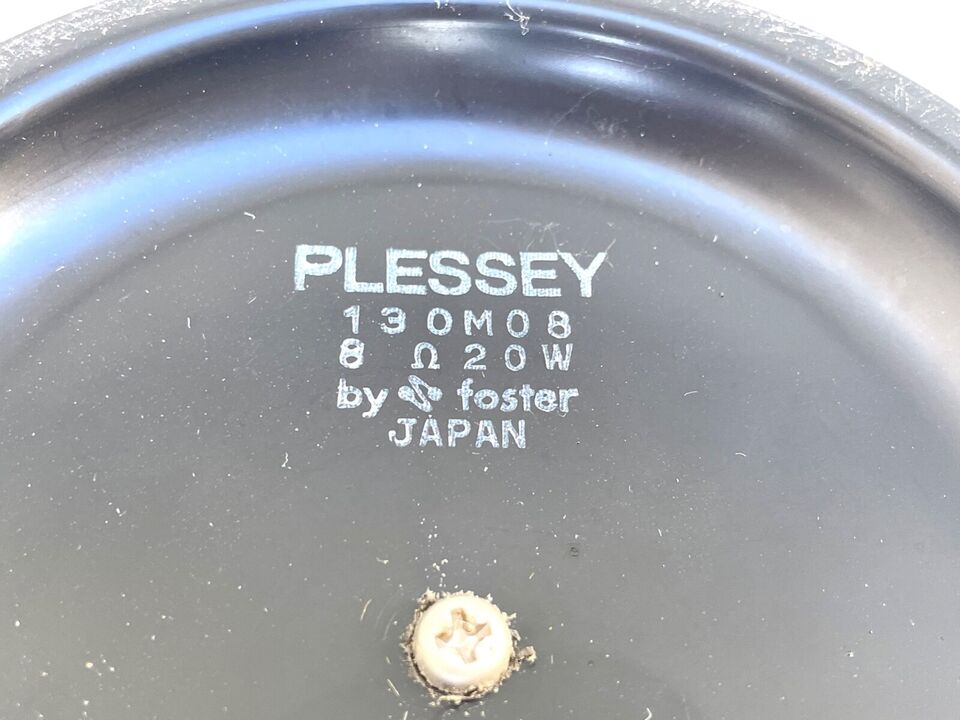 PLESSEY
130M08
8 Ω 20W
by foster
JAPAN